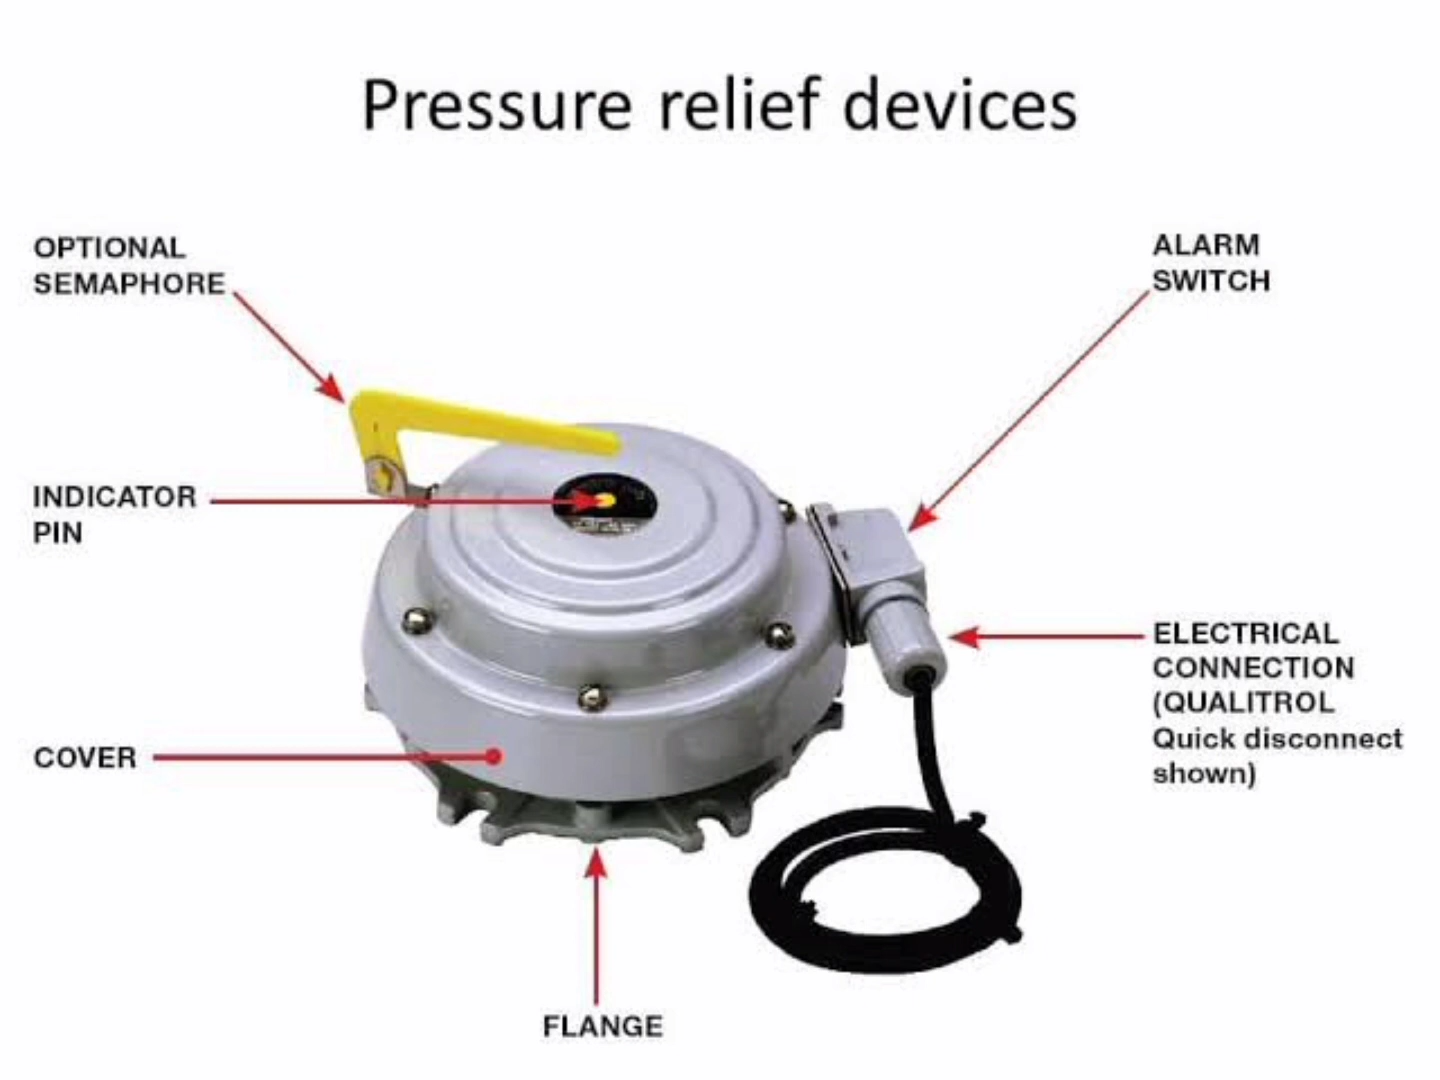 Pressure relief devices
OPTIONAL
SEMAPHORE
ALARM
SWITCH
INDICATOR
PIN
ELECTRICAL
CONNECTION
(QUALITROL
Quick disconnect
shown)
COVER
FLANGE